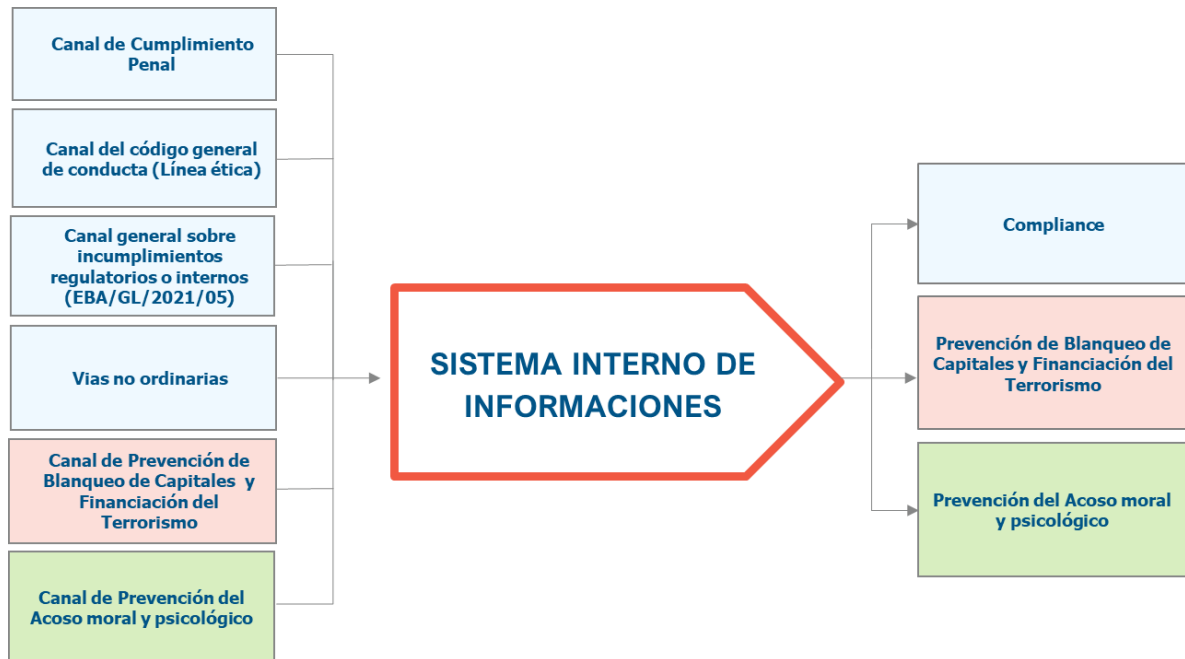 Canal de Cumplimiento
Penal
Canal del código general
de conducta (Línea ética)
Canal general sobre
incumplimientos
regulatorios o internos
(EBA/GL/2021/05)
Vias no ordinarias
Canal de Prevención de
Blanqueo de Capitales y
Financiación del
Terrorismo
Canal de Prevención del
Acoso moral y psicológico
SISTEMA INTERNO DE
INFORMACIONES
Compliance
Prevención de Blanqueo de
Capitales y Financiación del
Terrorismo
Prevención del Acoso moral
y psicológico